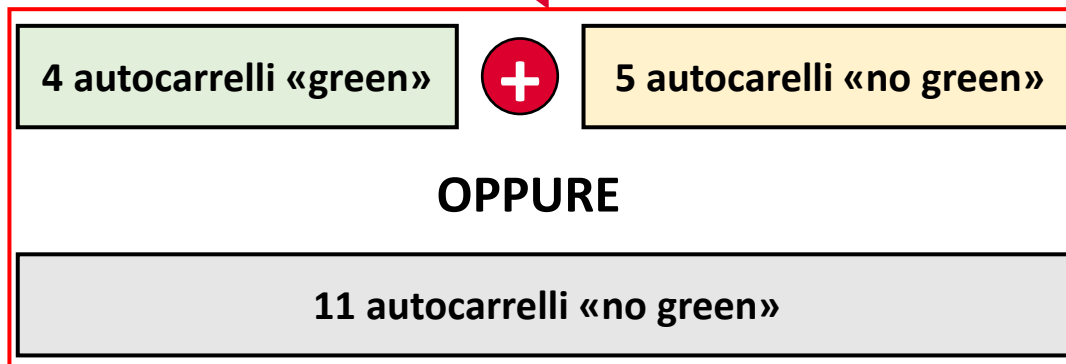 4 autocarrelli «green» + 5 autocarelli «no green»
OPPURE
11 autocarrelli «no green»